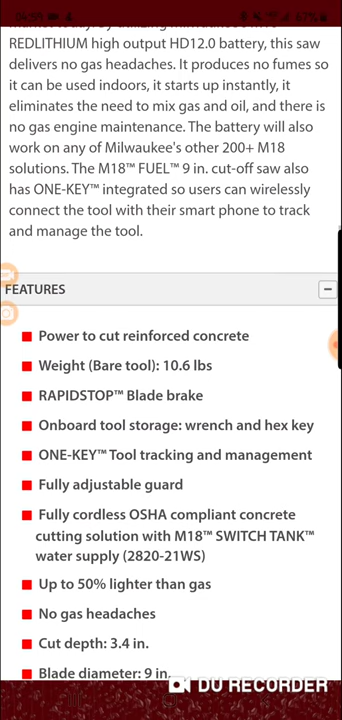 REDLITHIUM high output HD12.0 battery, this saw
delivers no gas headaches. It produces no fumes so
it can be used indoors, it starts up instantly, it
eliminates the need to mix gas and oil, and there is
no gas engine maintenance. The battery will also
work on any of Milwaukee's other 200+ M18
solutions. The M18™ FUEL™ 9 in. cut-off saw also
has ONE-KEY™ integrated so users can wirelessly
connect the tool with their smart phone to track
and manage the tool.
FEATURES
Power to cut reinforced concrete
Weight (Bare tool): 10.6 lbs
RAPIDSTOP™ Blade brake
Onboard tool storage: wrench and hex key
ONE-KEY™ Tool tracking and management
Fully adjustable guard
Fully cordless OSHA compliant concrete
cutting solution with M18™ SWITCH TANK™
water supply (2820-21WS)
Up to 50% lighter than gas
No gas headaches
Cut depth: 3.4 in.
Blade diameter: 9 in.
DU RECORDER